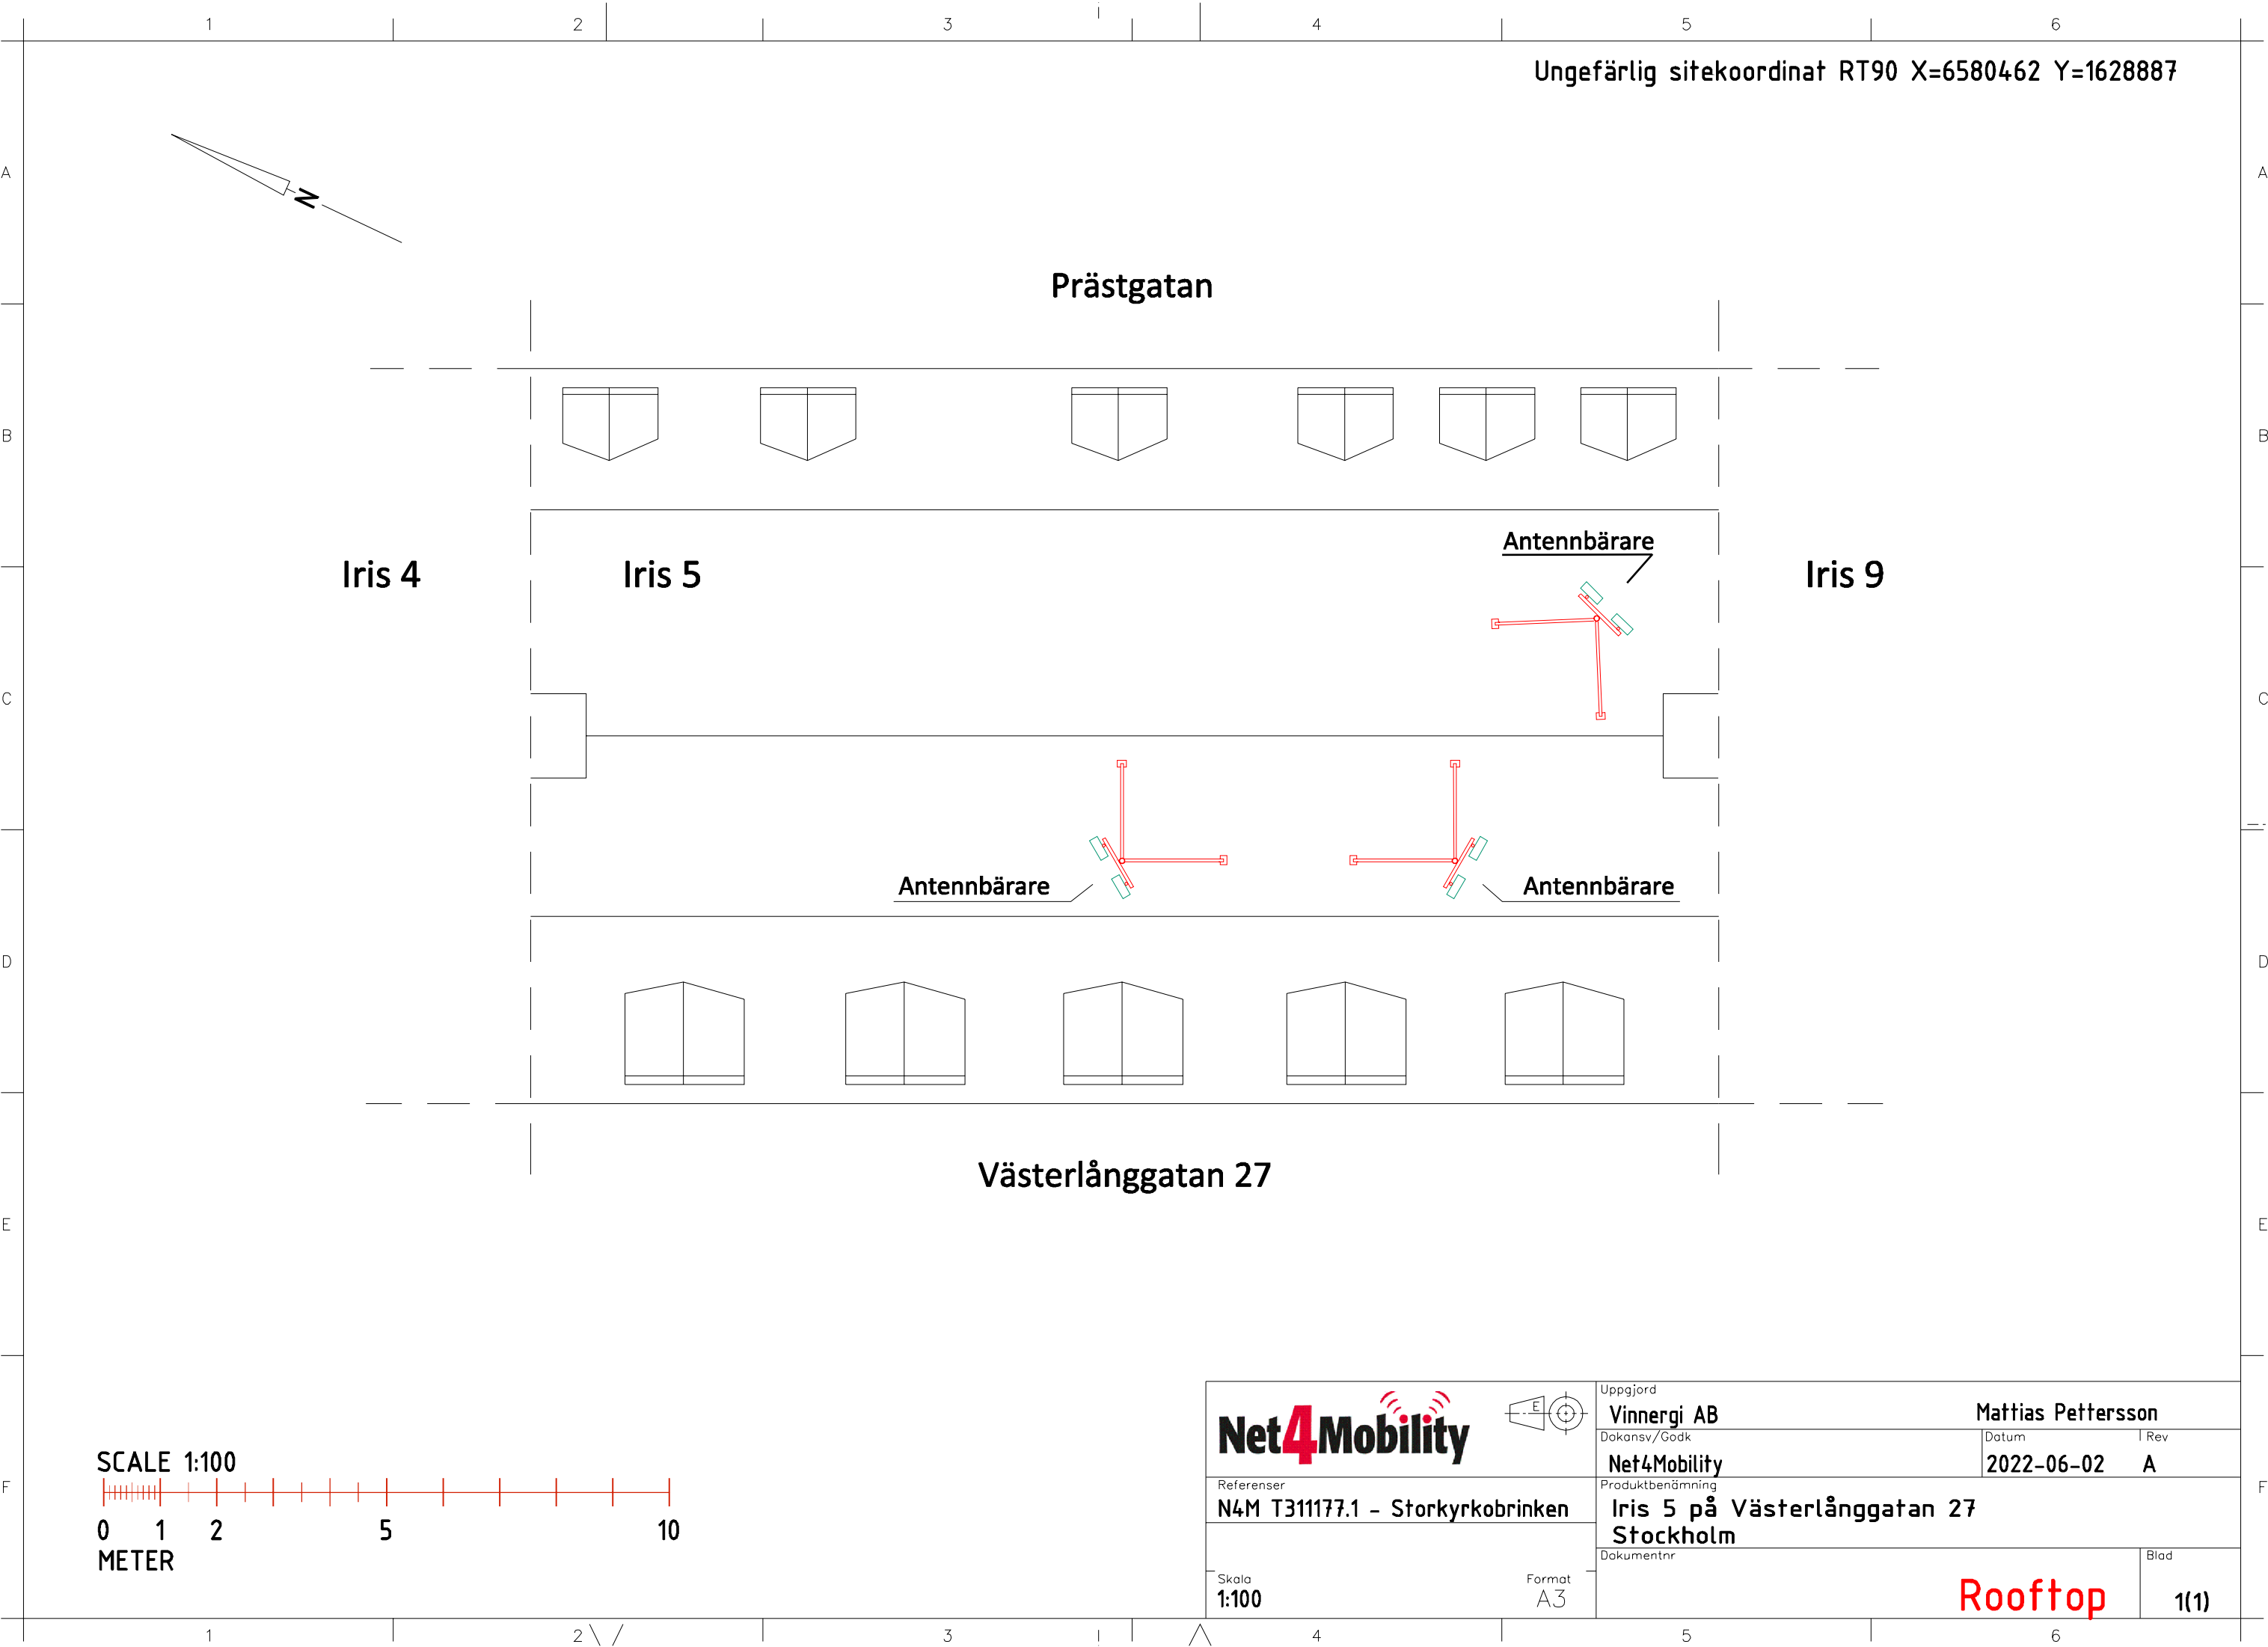 1 2 3 4 5 6
Ungefärlig sitekoordinat RT90 X=6580462 Y=1628887
A A
N
Prästgatan
B B
Antennbärare
Iris 4 Iris 5 Iris 9
C C
Antennbärare Antennbärare
D D
Västerlånggatan 27
E E
Net4Mobility
E
Uppgjord
Vinnergi AB Mattias Pettersson
Dokansv/Godk Datum Rev
Net4Mobility 2022-06-02 A
Referenser
N4M T311177.1 - Storkyrkobrinken
Produktbenämning
Iris 5 på Västerlånggatan 27
Stockholm
Dokumentnr Blad
Skala Format
1:100 A3
Rooftop 1(1)
SCALE 1:100
F F
0 1 2 5 10
METER
1 2 3 4 5 6